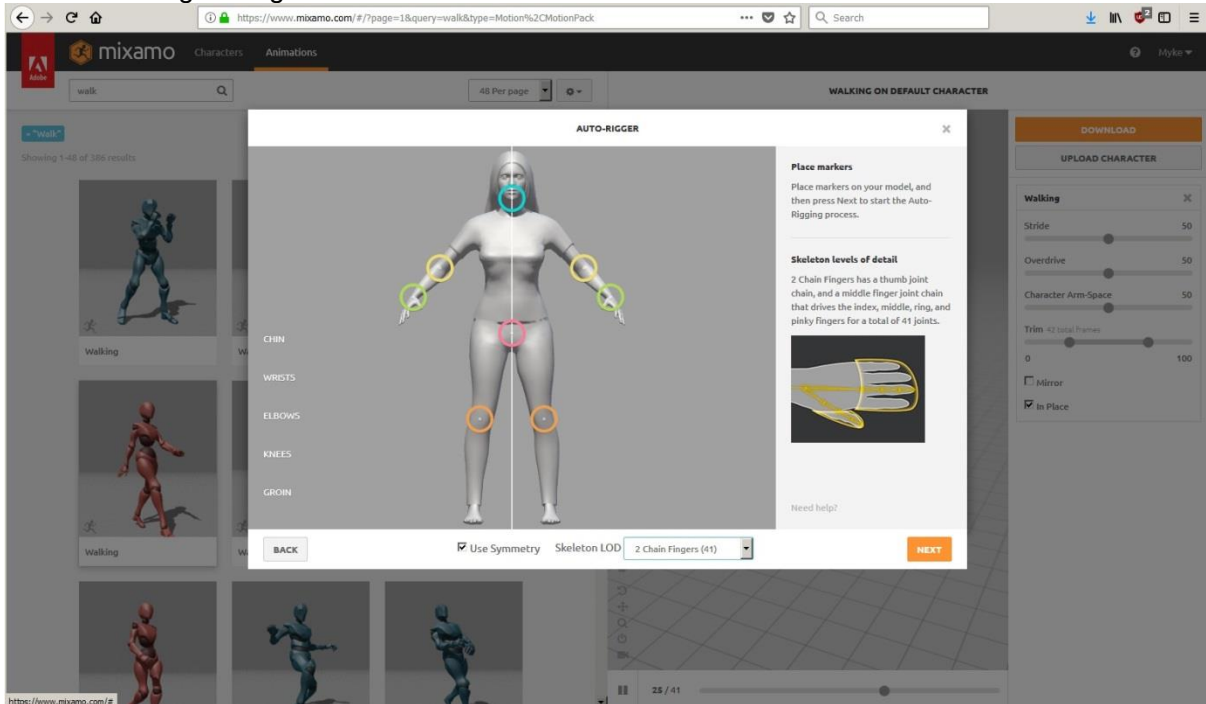 https://www.mixamo.com/#/?page=1&query=walk&type=Motion%2CMotionPack
Search
2
Adobe
mixamo
Characters
Animations
Myke
walk
48 Per page
WALKING ON DEFAULT CHARACTER
"Walk"
Showing 1-48 of 386 results
AUTO-RIGGER
Place markers
Place markers on your model, and
then press Next to start the Auto-
Rigging process.
Skeleton levels of detail
2 Chain Fingers has a thumb joint
chain, and a middle finger joint chain
that drives the index, middle, ring, and
pinky fingers for a total of 41 joints.
Need help?
CHIN
WRISTS
ELBOWS
KNEES
GROIN
BACK
Use Symmetry
Skeleton LOD
2 Chain Fingers (41)
NEXT
DOWNLOAD
UPLOAD CHARACTER
Walking
Stride 50
Overdrive 50
Character Arm-Space 50
Trim 42 total frames
0 100
Mirror
In Place
Walking
Walking
25 / 41
https://www.mixamo.com/#